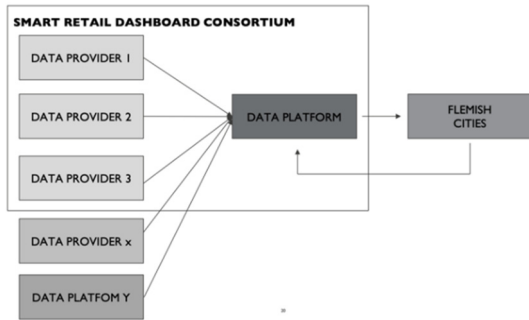 SMART RETAIL DASHBOARD CONSORTIUM
DATA PROVIDER 1
DATA PROVIDER 2
DATA PLATFORM
FLEMISH
CITIES
DATA PROVIDER 3
DATA PROVIDER x
DATA PLATFOM Y